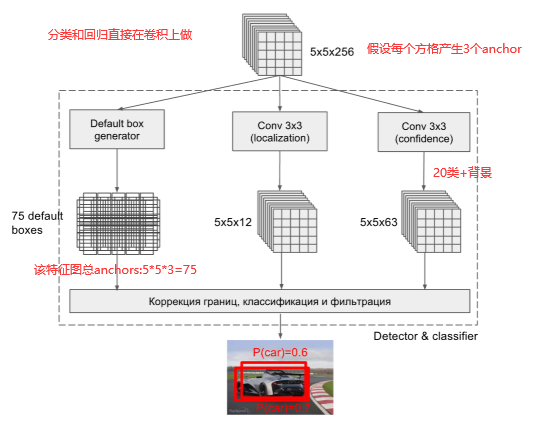 分类和回归直接在卷积上做
5x5x256
假设每个方格产生3个anchor
Default box
generator
Conv 3x3
(localization)
Conv 3x3
(confidence)
20类+背景
75 default
boxes
5x5x12
5x5x63
该特征图总anchors:5*5*3=75
Коррекция границ, классификация и фильтрация
Detector & classifier
P(car)=0.6